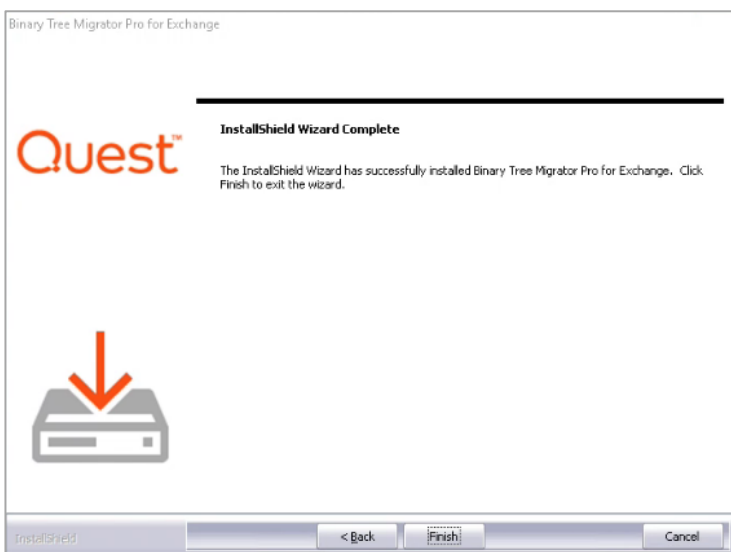 Binary Tree Migrator Pro for Exchange
Quest™
InstallShield Wizard Complete
The InstallShield Wizard has successfully installed Binary Tree Migrator Pro for Exchange. Click
Finish to exit the wizard.
InstallShield
< Back
Finish
Cancel